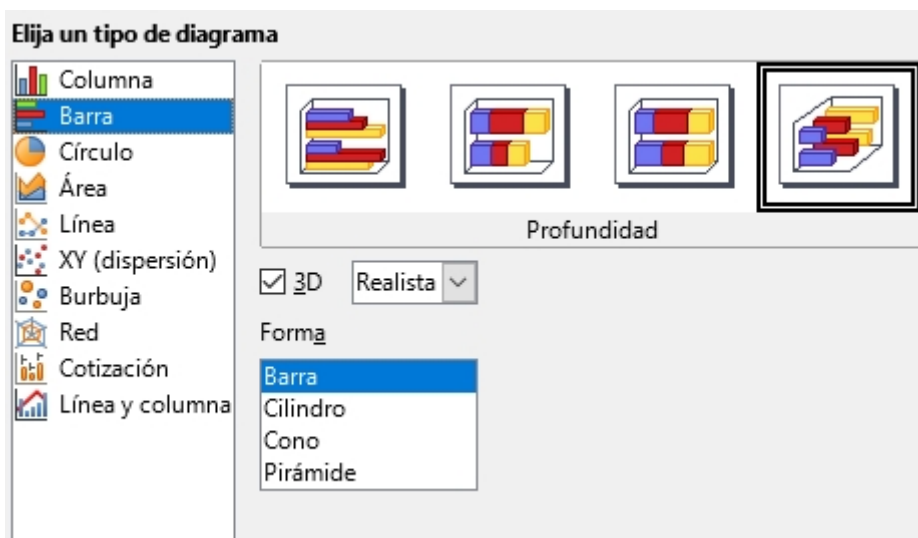 Elija un tipo de diagrama
Columna
Barra
Círculo
Área
Línea
XY (dispersión)
Burbuja
Red
Cotización
Línea y columna
Profundidad
3D Realista
Forma
Barra
Cilindro
Cono
Pirámide